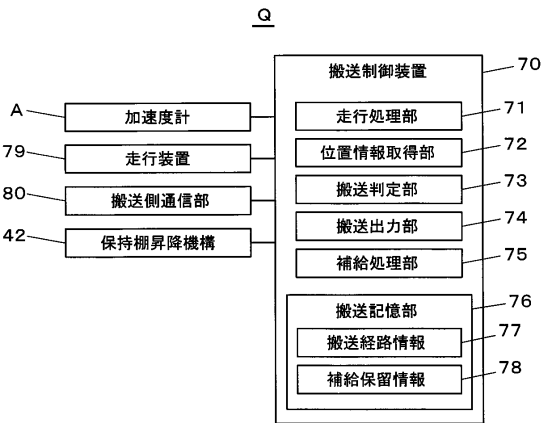 Q
搬送制御装置
70
A
加速度計
79
走行装置
80
搬送側通信部
42
保持棚昇降機構
走行処理部
71
位置情報取得部
72
搬送判定部
73
搬送出力部
74
補給処理部
75
搬送記憶部
76
搬送経路情報
77
補給保留情報
78